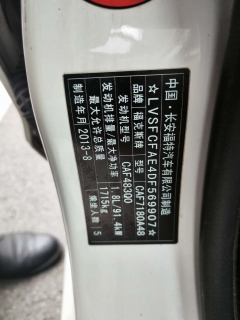 中国·长安福特汽车有限公司制造
★LVSFCFAE4DF569907★
品牌 福克斯牌 型号 CAF7180A48
发动机型号 CAF483Q0
发动机排量/最大净功率 1.8L/91.4kW
最大允许总质量 1715kg 乘坐人数 5
制造年月 2013-8